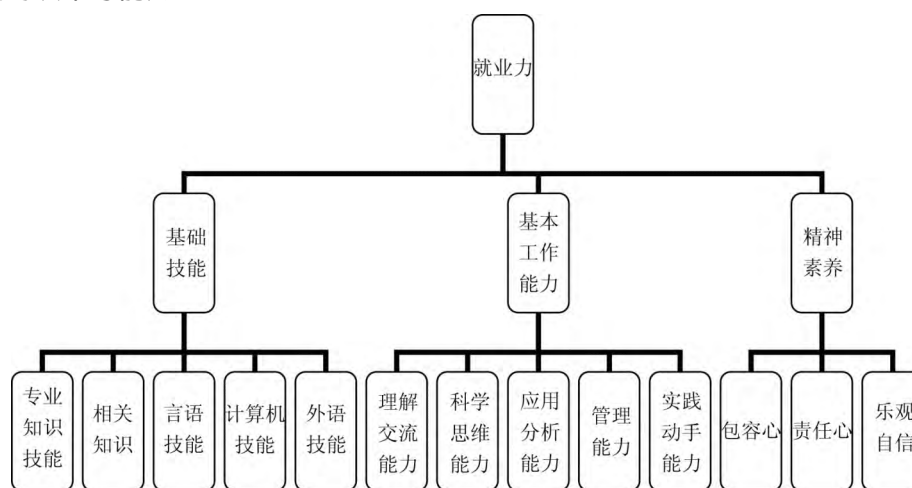 就业力
基础
技能
基本
工作
能力
精神
素养
专业
知识
技能
相关
知识
言语
技能
计算机
技能
外语
技能
理解
交流
能力
科学
思维
能力
应用
分析
能力
管理
能力
实践
动手
能力
包容心
责任心
乐观
自信